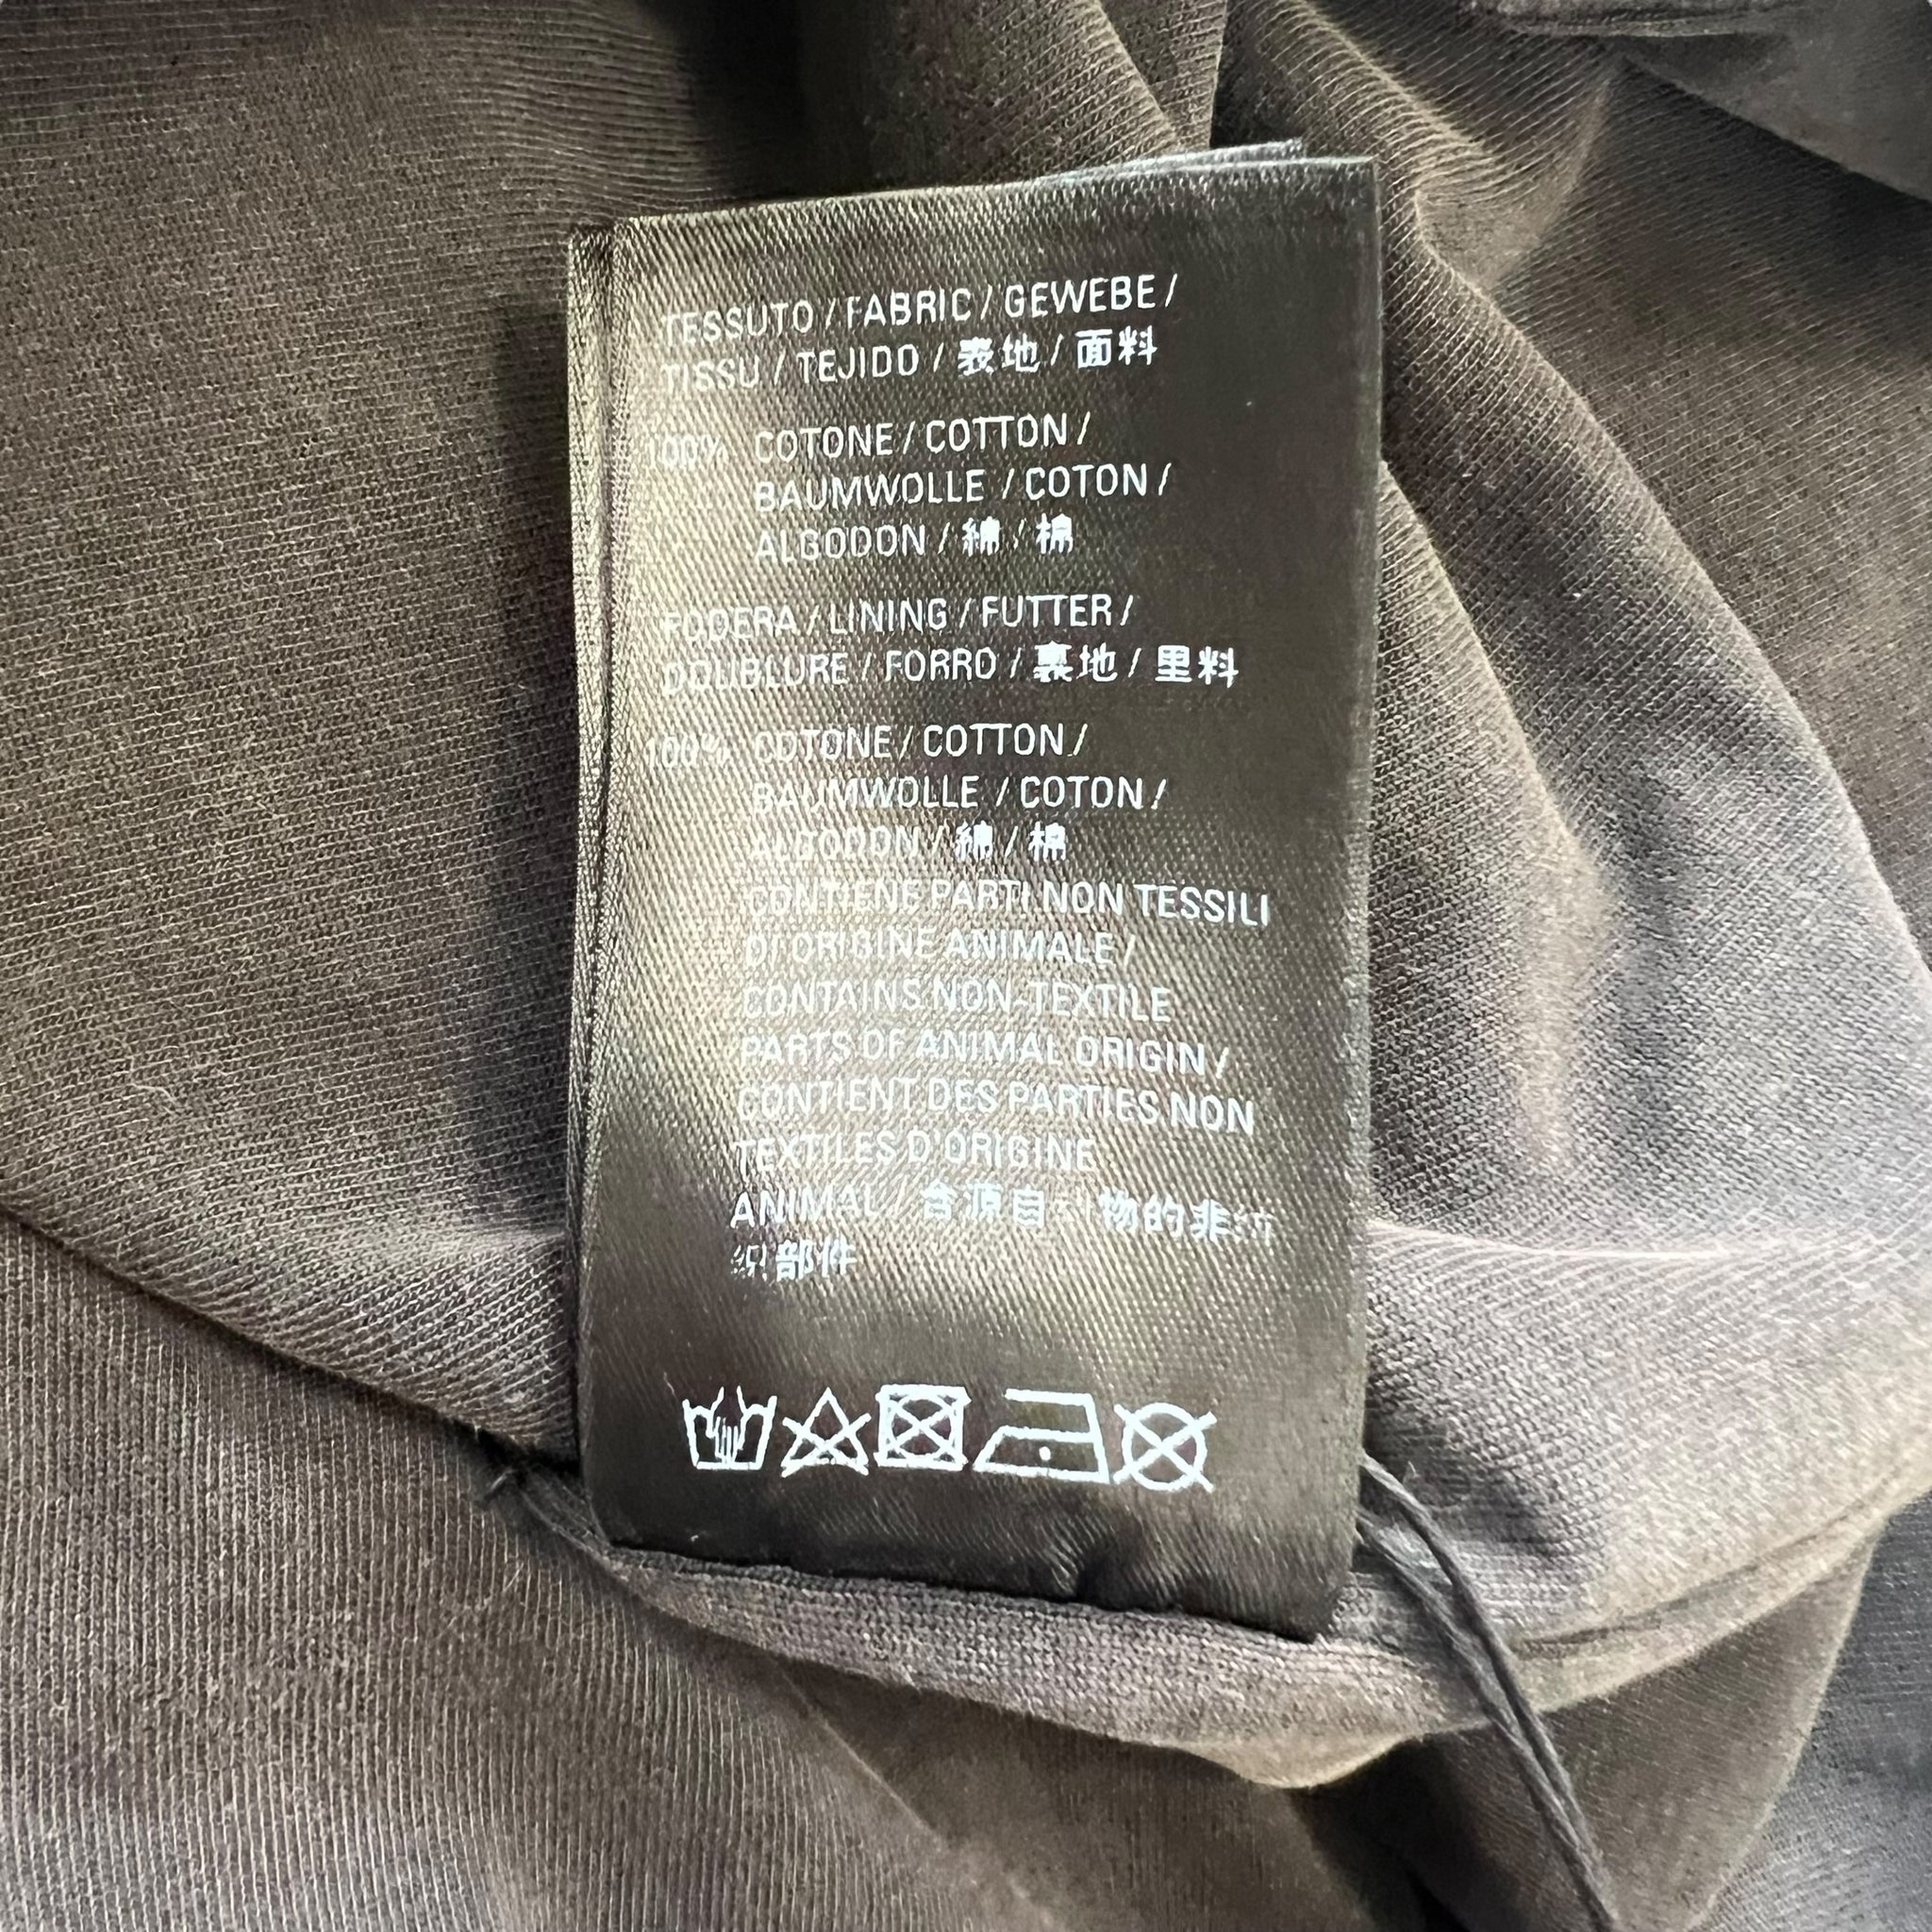 TESSUTO / FABRIC / GEWEBE /
TISSU / TEJIDO / 表地 / 面料
100% COTONE / COTTON /
BAUMWOLLE / COTON /
ALGODON / 綿 / 棉
FODERA / LINING / FUTTER /
DOUBLURE / FORRO / 裏地 / 里料
100% COTONE / COTTON /
BAUMWOLLE / COTON /
ALGODON / 綿 / 棉
CONTIENE PARTI NON TESSILI
DI ORIGINE ANIMALE /
CONTAINS NON-TEXTILE
PARTS OF ANIMAL ORIGIN /
CONTIENT DES PARTIES NON
TEXTILES D'ORIGINE
ANIMAL / 含源自动物的非纺
织部件